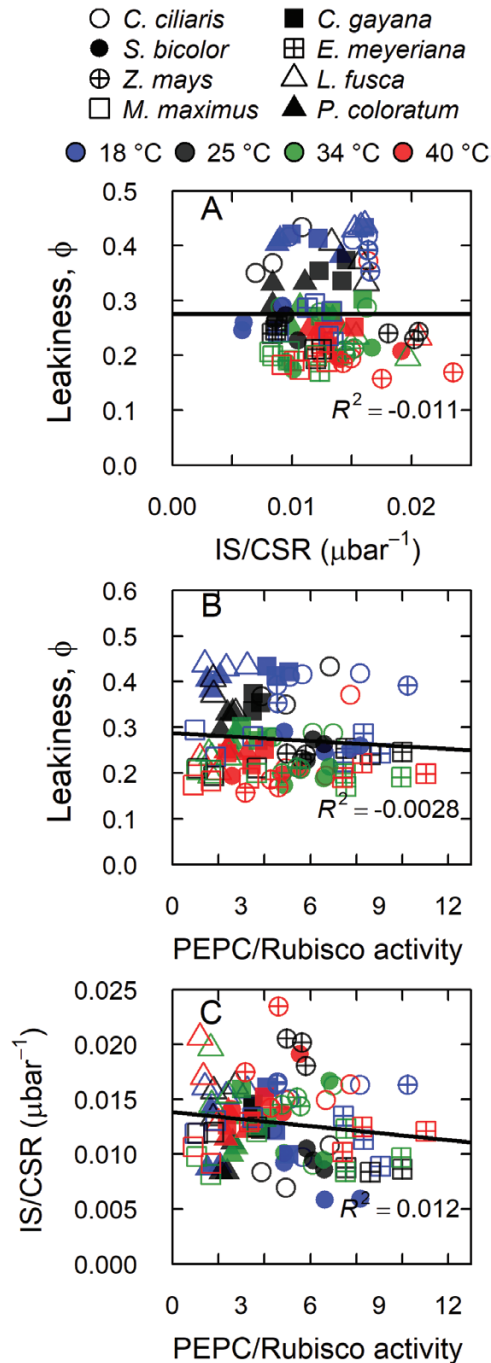 C. ciliaris C. gayana
S. bicolor E. meyeriana
Z. mays L. fusca
M. maximus P. coloratum
18 °C 25 °C 34 °C 40 °C
0.5
A
0.4
0.3
0.2
0.1
0.0
Leakiness, ϕ
R² = -0.011
0.00 0.01 0.02
IS/CSR (μbar⁻¹)
0.6
B
0.5
0.4
0.3
0.2
0.1
0.0
Leakiness, ϕ
R² = -0.0028
0 3 6 9 12
PEPC/Rubisco activity
0.025
C
0.020
0.015
0.010
0.005
0.000
IS/CSR (μbar⁻¹)
R² = 0.012
0 3 6 9 12
PEPC/Rubisco activity